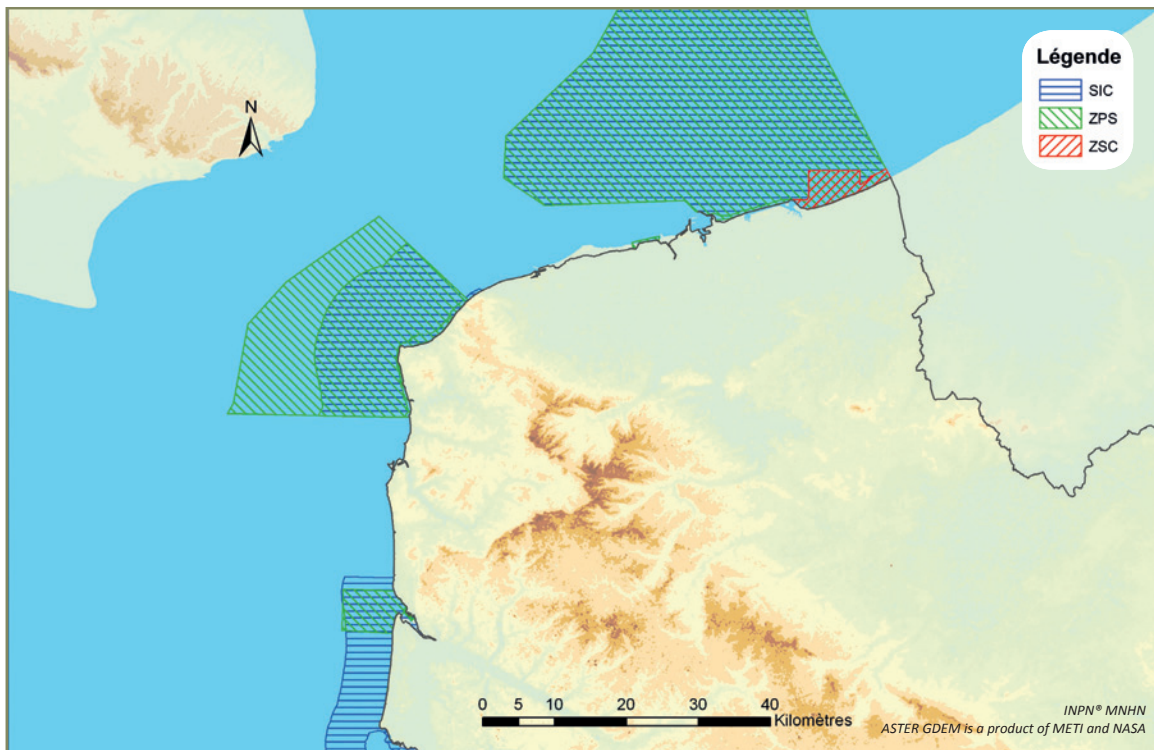 Légende
SIC
ZPS
ZSC
N
0 5 10 20 30 40
Kilomètres
INPN® MNHN
ASTER GDEM is a product of METI and NASA